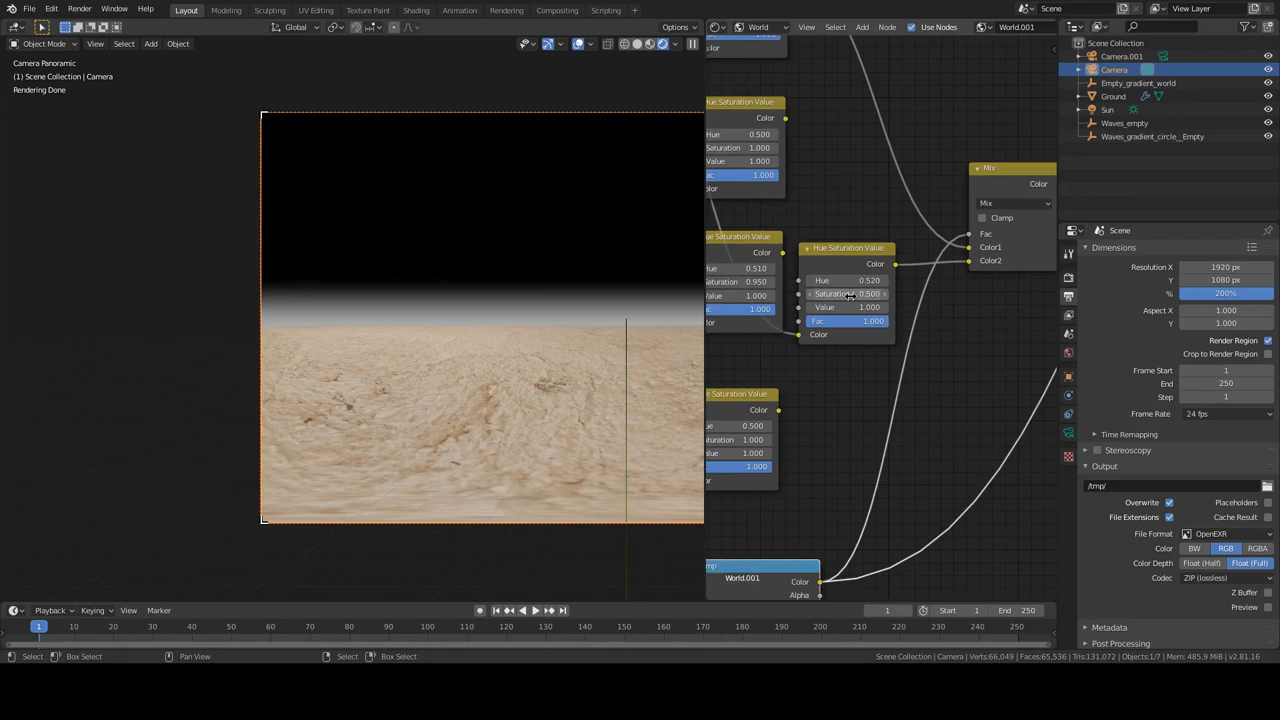 File Edit Render Window Help Layout Modeling Sculpting UV Editing Texture Paint Shading Animation Rendering Compositing Scripting + Scene View Layer
Global Options World View Select Add Node Use Nodes World.001
Object Mode View Select Add Object
Scene Collection
Camera.001
Camera
Empty_gradient_world
Ground
Sun
Waves_empty
Waves_gradient_circle__Empty
Camera Panoramic
(1) Scene Collection | Camera
Rendering Done
Color
Hue Saturation Value
Color
Hue 0.500
Saturation 1.000
Value 1.000
Fac 1.000
Color
Hue Saturation Value
Color
Hue 0.510
Saturation 0.950
Value 1.000
Fac 1.000
Color
Hue Saturation Value
Color
Hue 0.520
Saturation 0.500
Value 1.000
Fac 1.000
Color
Mix
Color
Mix
Clamp
Fac
Color1
Color2
Saturation Value
Color
0.500
1.000
1.000
1.000
World.001
Color
Alpha
Scene
Dimensions
Resolution X 1920 px
Y 1080 px
% 200%
Aspect X 1.000
Y 1.000
Render Region
Crop to Render Region
Frame Start 1
End 250
Step 1
Frame Rate 24 fps
Time Remapping
Stereoscopy
Output
/tmp/
Overwrite Placeholders
File Extensions Cache Result
File Format OpenEXR
Color BW RGB RGBA
Color Depth Float (Half) Float (Full)
Codec ZIP (lossless)
Z Buffer
Preview
Metadata
Post Processing
Playback Keying View Marker 1 Start 1 End 250
1 10 20 30 40 50 60 70 80 90 100 110 120 130 140 150 160 170 180 190 200 210 220 230 240 250
Select Box Select Pan View Select Box Select Scene Collection | Camera | Verts:66,049 | Faces:65,536 | Tris:131,072 | Objects:1/7 | Mem: 485.9 MiB | v2.81.16